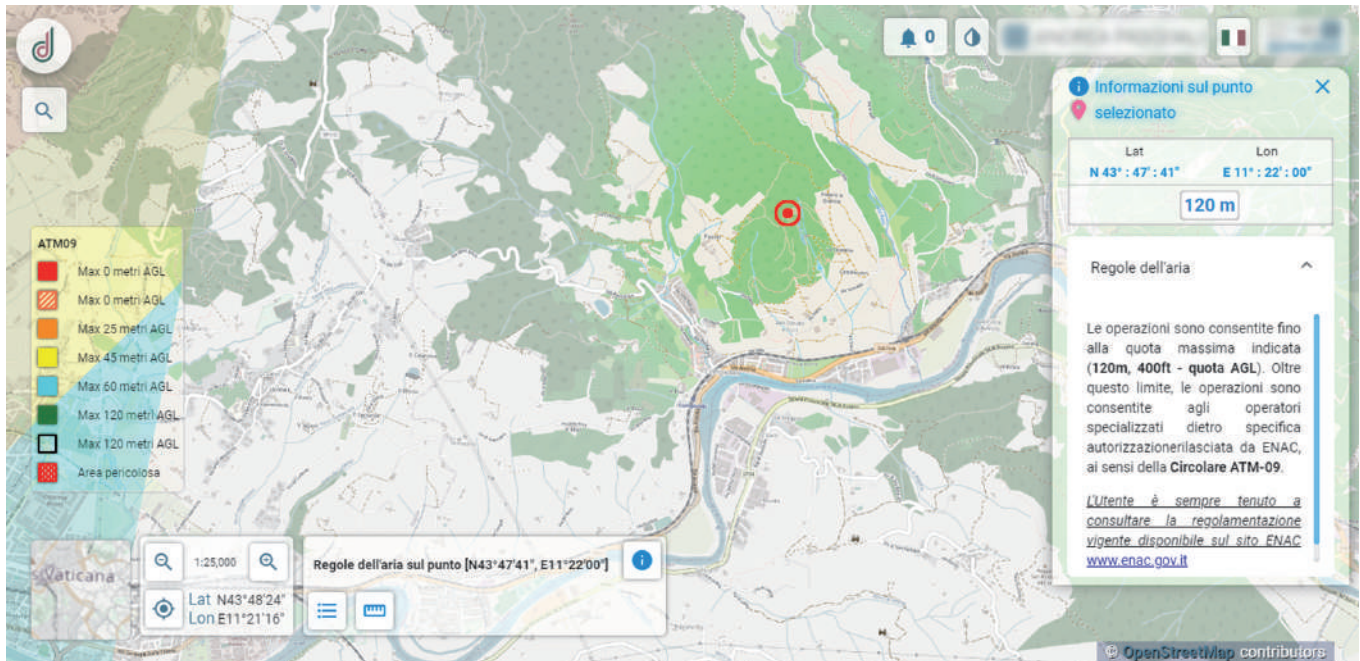 d
0
Informazioni sul punto
selezionato
Lat Lon
N 43° : 47' : 41" E 11° : 22' : 00"
120 m
Regole dell'aria
Le operazioni sono consentite fino
alla quota massima indicata
(120m, 400ft - quota AGL). Oltre
questo limite, le operazioni sono
consentite agli operatori
specializzati dietro specifica
autorizzazionerilasciata da ENAC,
ai sensi della Circolare ATM-09.
L'Utente è sempre tenuto a
consultare la regolamentazione
vigente disponibile sul sito ENAC
www.enac.gov.it
ATM09
Max 0 metri AGL
Max 0 metri AGL
Max 25 metri AGL
Max 45 metri AGL
Max 60 metri AGL
Max 120 metri AGL
Max 120 metri AGL
Area pericolosa
Vaticana
1:25,000
Lat N43°48'24"
Lon E11°21'16"
Regole dell'aria sul punto [N43°47'41", E11°22'00"]
© OpenStreetMap contributors